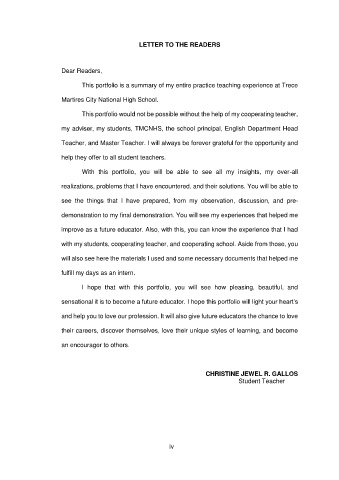 LETTER TO THE READERS
Dear Readers,
This portfolio is a summary of my entire practice teaching experience at Trece
Martires City National High School.
This portfolio would not be possible without the help of my cooperating teacher,
my adviser, my students, TMCNHS, the school principal, English Department Head
Teacher, and Master Teacher. I will always be forever grateful for the opportunity and
help they offer to all student teachers.
With this portfolio, you will be able to see all my insights, my over-all
realizations, problems that I have encountered, and their solutions. You will be able to
see the things that I have prepared, from my observation, discussion, and pre-
demonstration to my final demonstration. You will see my experiences that helped me
improve as a future educator. Also, with this, you can know the experience that I had
with my students, cooperating teacher, and cooperating school. Aside from those, you
will also see here the materials I used and some necessary documents that helped me
fulfill my days as an intern.
I hope that with this portfolio, you will see how pleasing, beautiful, and
sensational it is to become a future educator. I hope this portfolio will light your heart's
and help you to love our profession. It will also give future educators the chance to love
their careers, discover themselves, love their unique styles of learning, and become
an encourager to others.
CHRISTINE JEWEL R. GALLOS
Student Teacher
iv